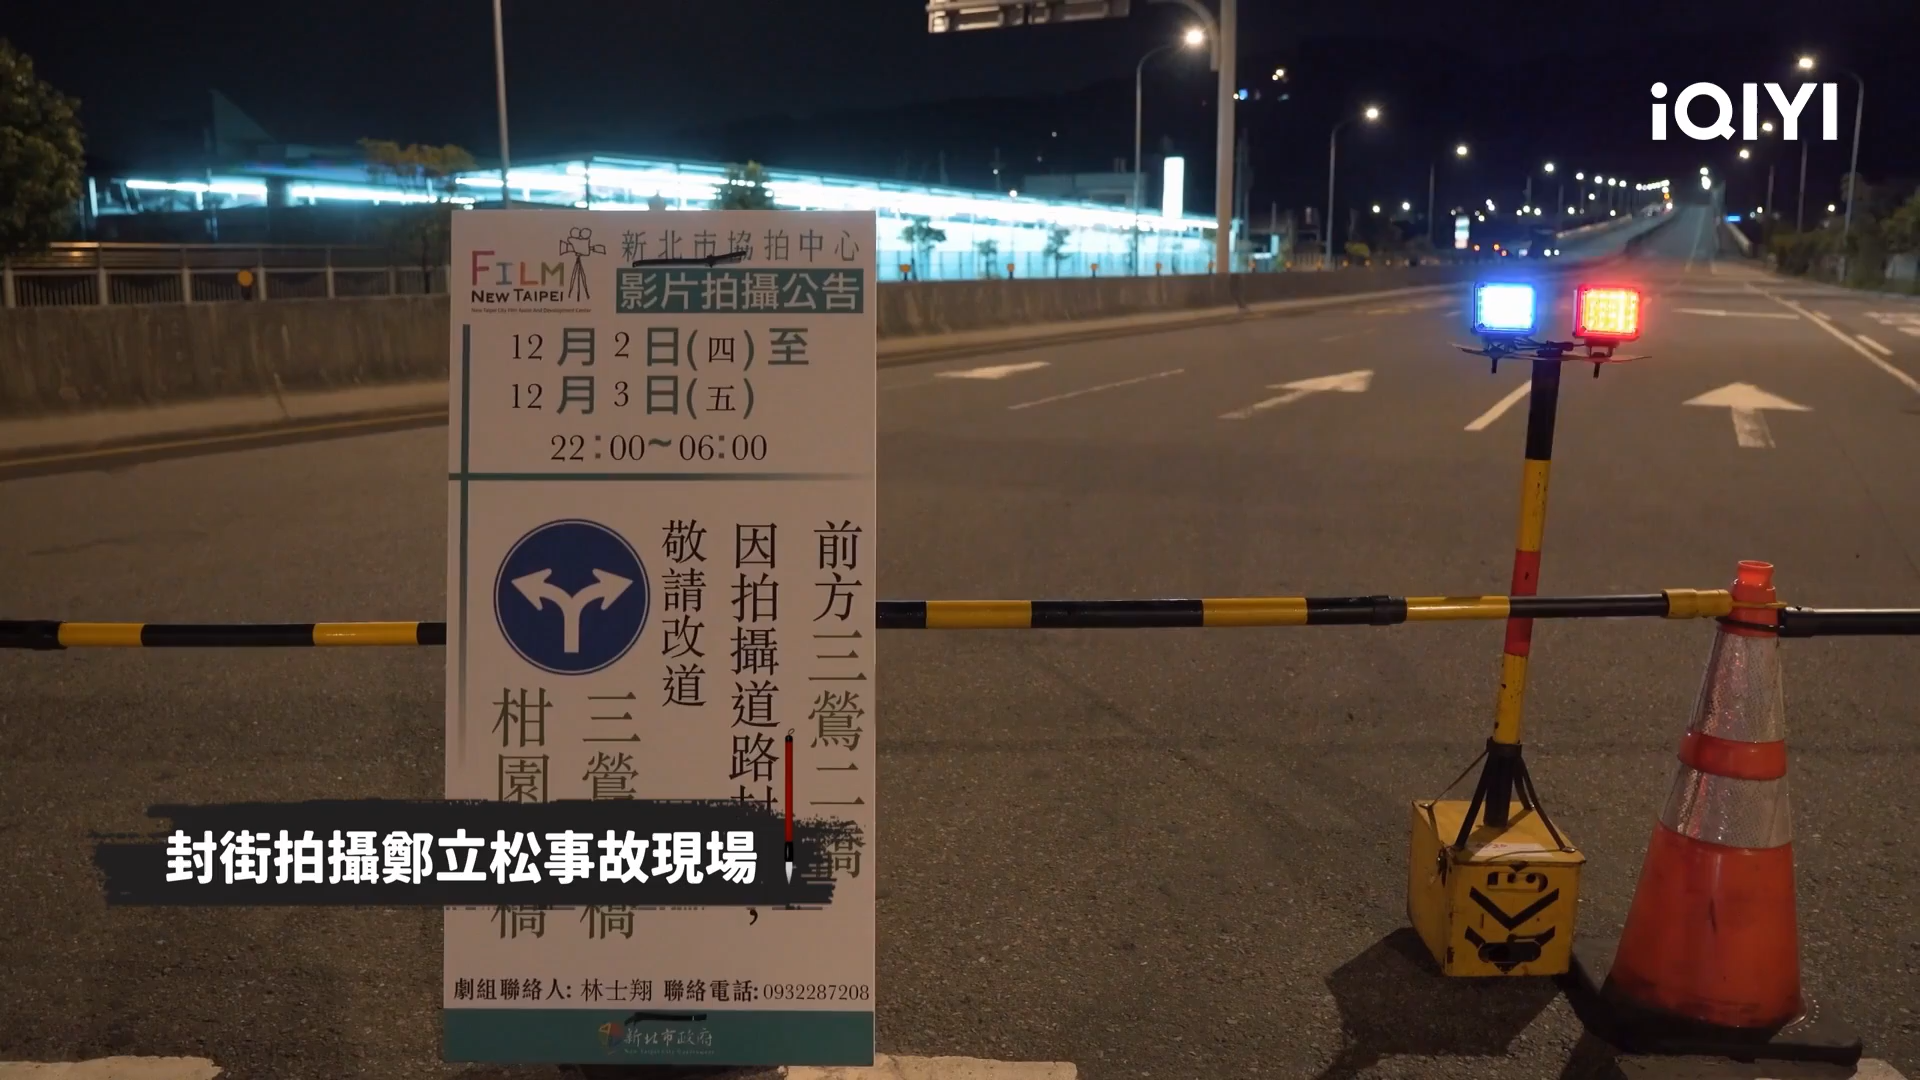 iQIYI
FILM
NEW TAIPEI
新北市協拍中心
影片拍攝公告
12月2日(四)至
12月3日(五)
22:00~06:00
前方三鶯二橋
因拍攝道路封
敬請改道
三鶯
橋
柑園
橋
封街拍攝鄭立松事故現場
劇組聯絡人: 林士翔 聯絡電話:0932287208
新北市政府